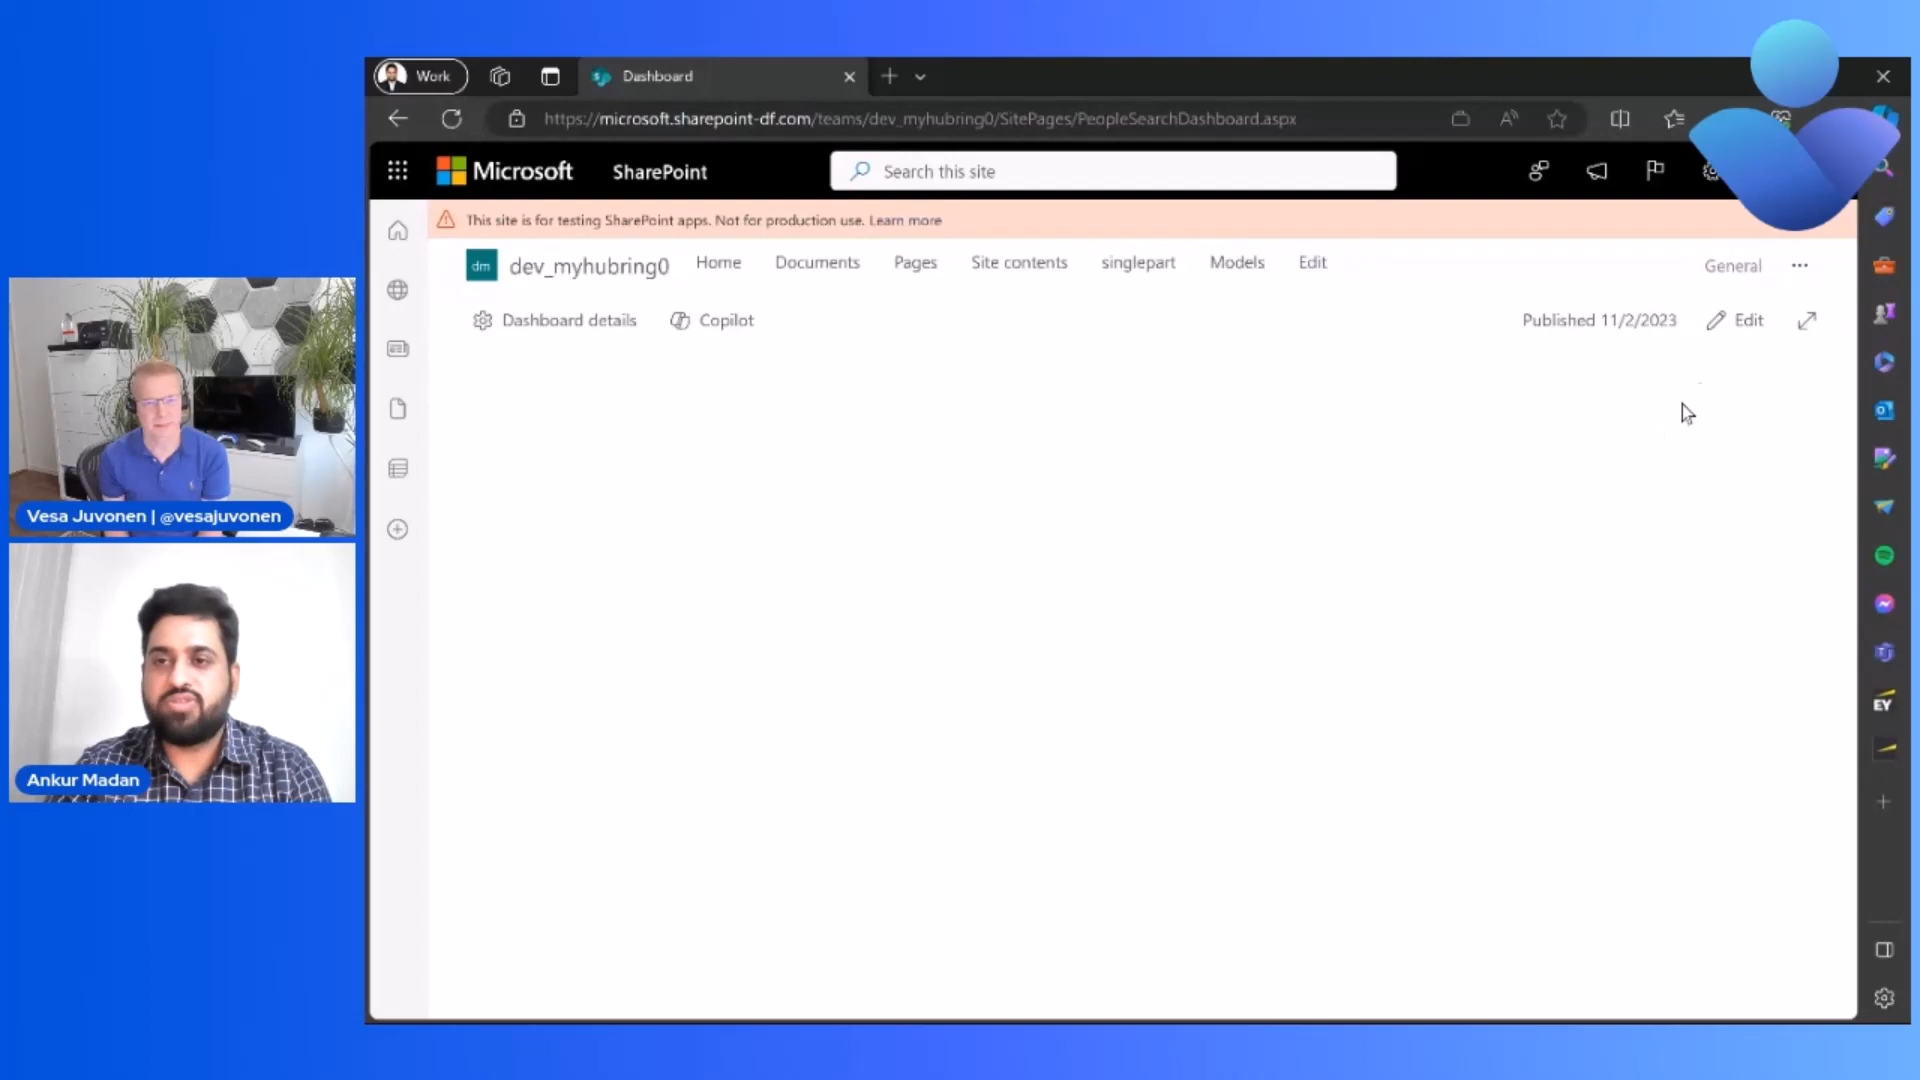 Work
Dashboard
https://microsoft.sharepoint-df.com/teams/dev_myhubring0/SitePages/PeopleSearchDashboard.aspx
Microsoft
SharePoint
Search this site
This site is for testing SharePoint apps. Not for production use. Learn more
dm
dev_myhubring0
Home
Documents
Pages
Site contents
singlepart
Models
Edit
General
Dashboard details
Copilot
Published 11/2/2023
Edit
Vesa Juvonen | @vesajuvonen
Ankur Madan
EY